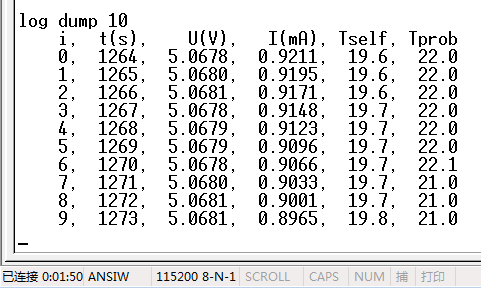 log dump 10
i, t(s), U(V), I(mA), Tself, Tprob
0, 1264, 5.0678, 0.9211, 19.6, 22.0
1, 1265, 5.0680, 0.9195, 19.6, 22.0
2, 1266, 5.0681, 0.9171, 19.6, 22.0
3, 1267, 5.0678, 0.9148, 19.7, 22.0
4, 1268, 5.0679, 0.9123, 19.7, 22.0
5, 1269, 5.0679, 0.9096, 19.7, 22.0
6, 1270, 5.0678, 0.9066, 19.7, 22.1
7, 1271, 5.0680, 0.9033, 19.7, 21.0
8, 1272, 5.0681, 0.9001, 19.7, 21.0
9, 1273, 5.0681, 0.8965, 19.8, 21.0
_
已连接 0:01:50 ANSIW 115200 8-N-1 SCROLL CAPS NUM 捕 打印